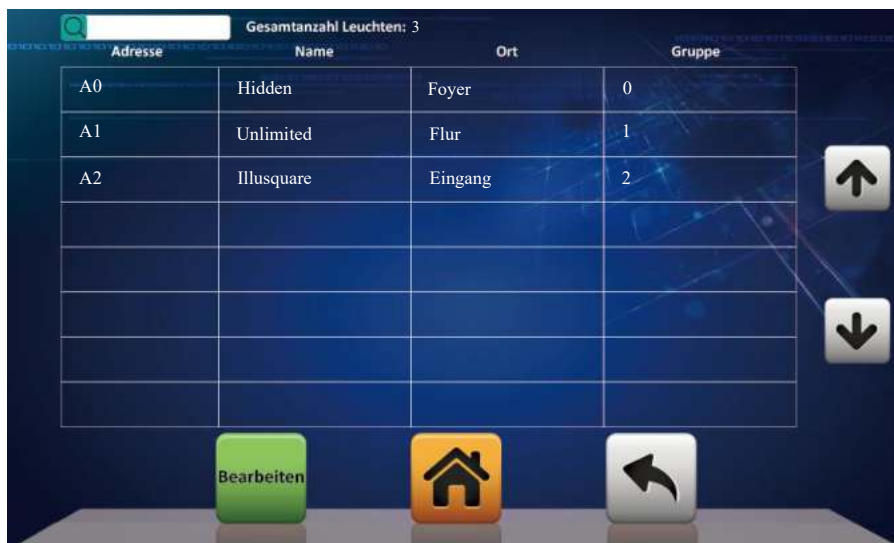 Gesamtanzahl Leuchten: 3
Adresse Name Ort Gruppe
A0 Hidden Foyer 0
A1 Unlimited Flur 1
A2 Illusquare Eingang 2
Bearbeiten